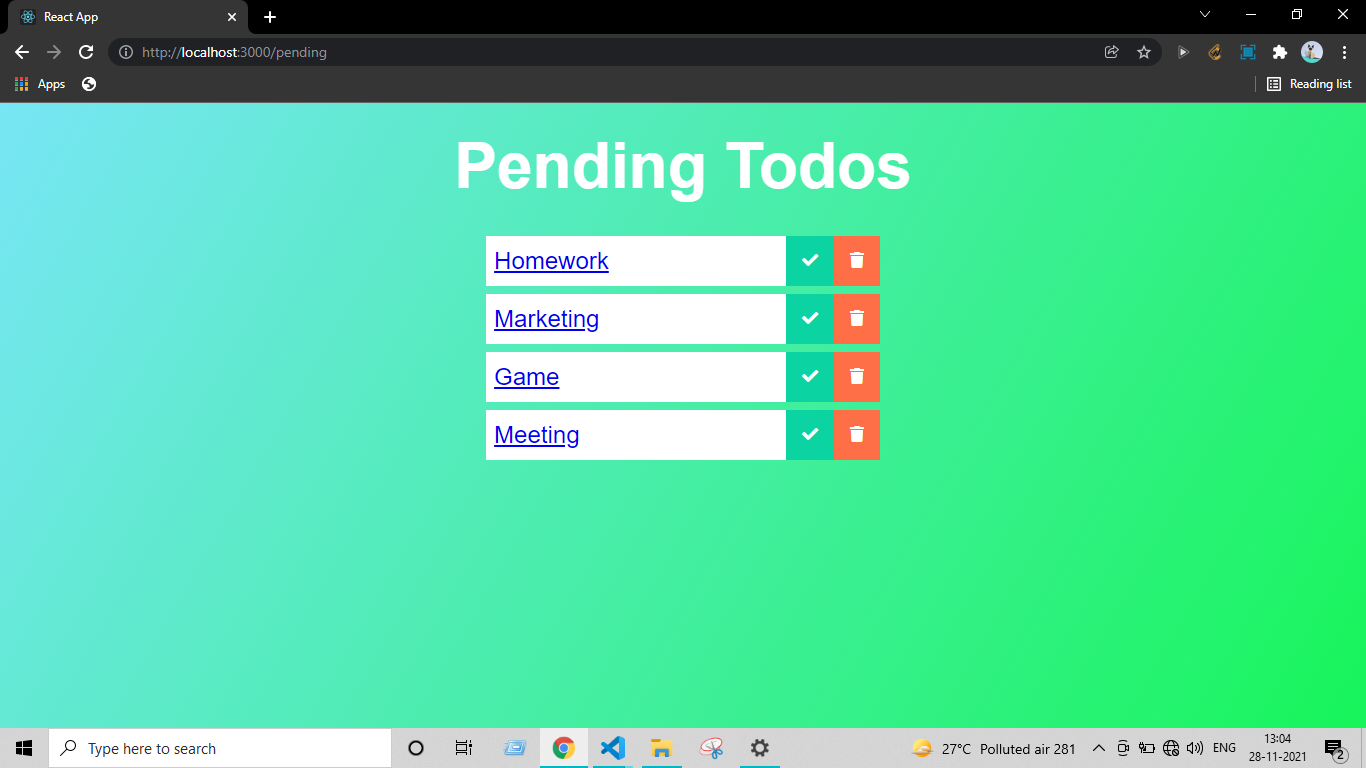 React App
http://localhost:3000/pending
Apps
Reading list
Pending Todos
Homework
Marketing
Game
Meeting
Type here to search
27°C Polluted air 281
ENG
13:04
28-11-2021
2